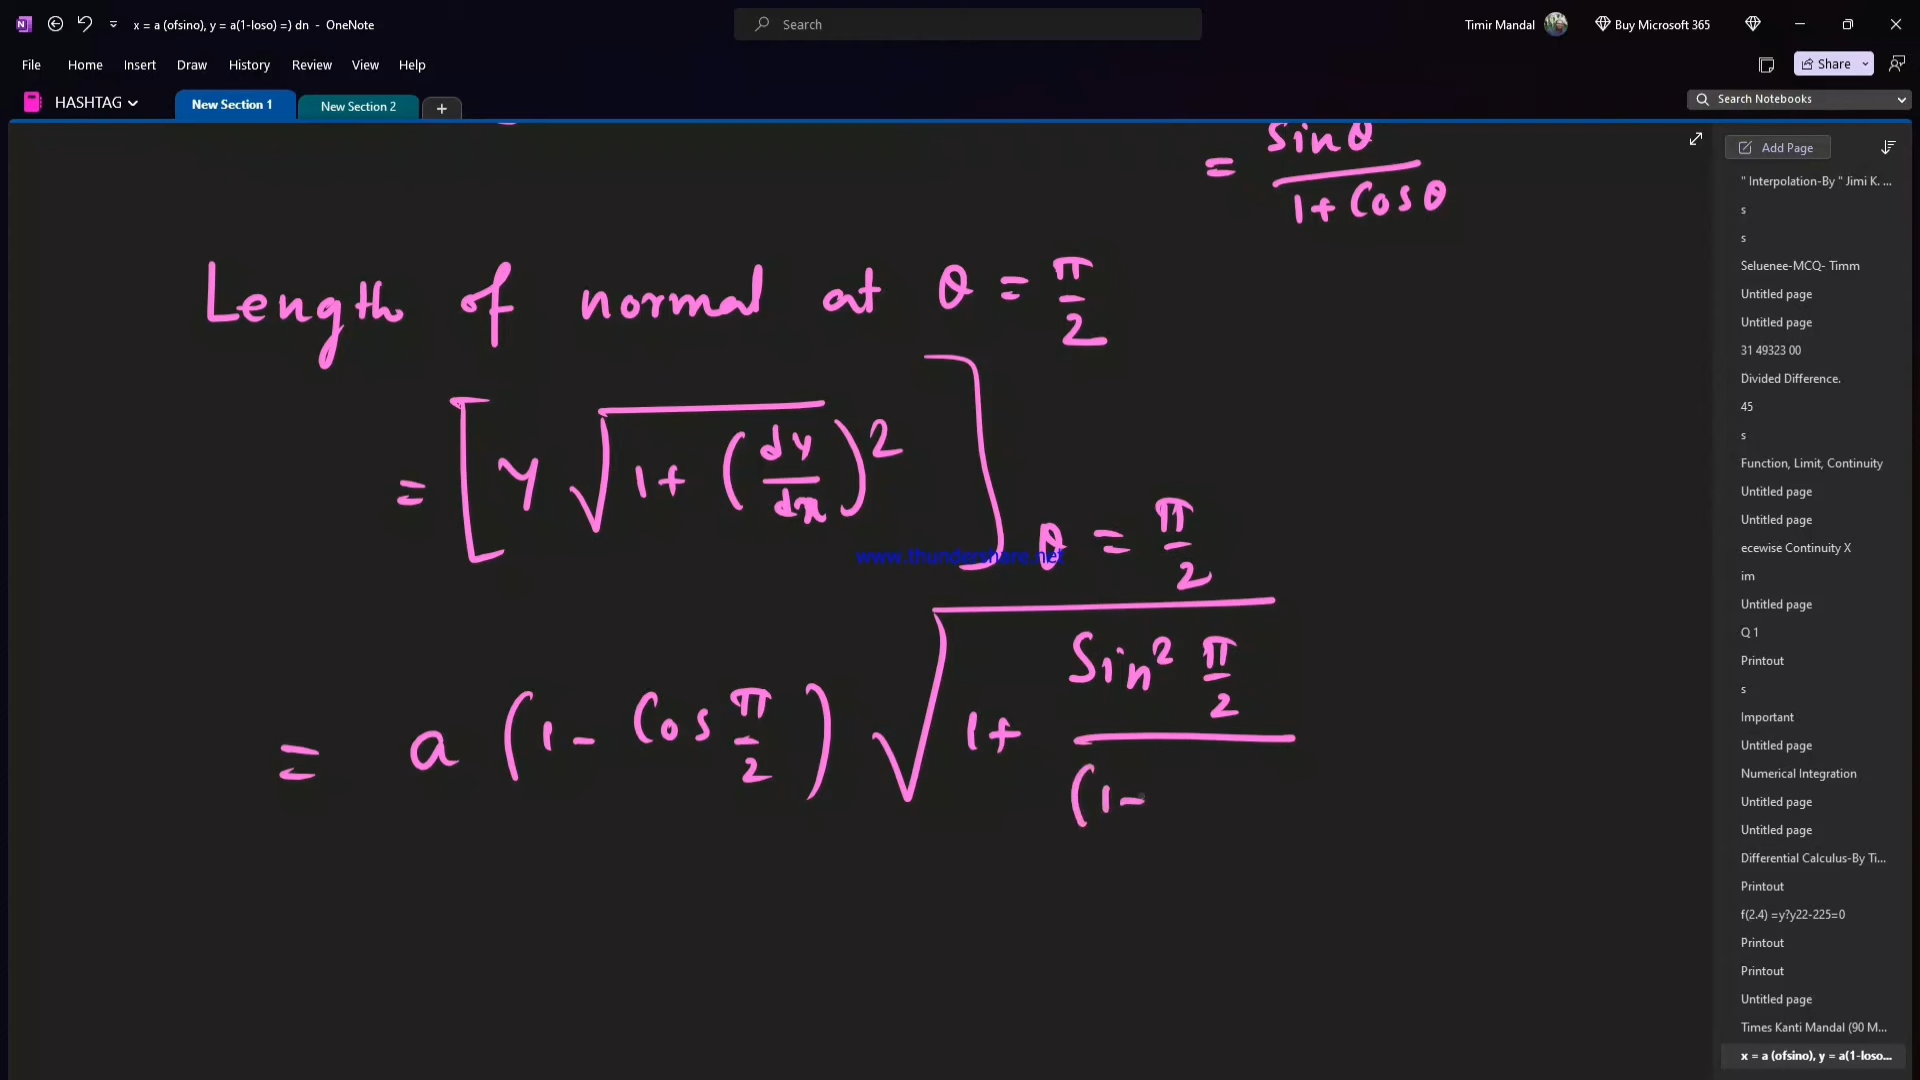 x = a (ofsino), y = a(1-loso) =) dn - OneNote
Search
Timir Mandal
Buy Microsoft 365
File Home Insert Draw History Review View Help
Share
HASHTAG
New Section 1
New Section 2
+
Search Notebooks
Add Page
= Sinθ / 1 + Cosθ
Length of normal at θ = π/2
= [ y √1 + (dy/dx)² ] θ = π/2
www.thundershare.net
= a (1 - Cos π/2) √1 + Sin² π/2 / (1-
" Interpolation-By " Jimi K. ...
s
s
Seluenee-MCQ- Timm
Untitled page
Untitled page
31 49323 00
Divided Difference.
45
s
Function, Limit, Continuity
Untitled page
Untitled page
ecewise Continuity X
im
Untitled page
Q 1
Printout
s
Important
Untitled page
Numerical Integration
Untitled page
Untitled page
Differential Calculus-By Ti...
Printout
f(2.4) =y?y22-225=0
Printout
Printout
Untitled page
Times Kanti Mandal (90 M...
x = a (ofsino), y = a(1-loso...